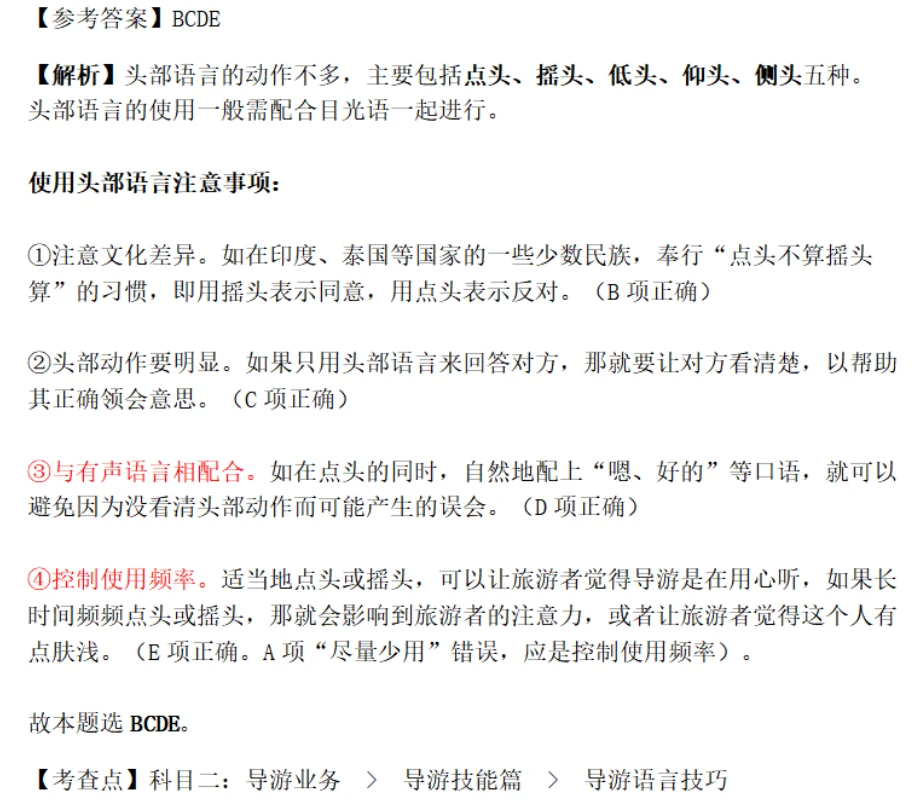 【参考答案】BCDE
【解析】头部语言的动作不多，主要包括点头、摇头、低头、仰头、侧头五种。
头部语言的使用一般需配合目光语一起进行。
使用头部语言注意事项：
①注意文化差异。如在印度、泰国等国家的一些少数民族，奉行“点头不算摇头
算”的习惯，即用摇头表示同意，用点头表示反对。（B 项正确）
②头部动作要明显。如果只用头部语言来回答对方，那就要让对方看清楚，以帮助
其正确领会意思。（C 项正确）
③与有声语言相配合。如在点头的同时，自然地配上“嗯、好的”等口语，就可以
避免因为没看清头部动作而可能产生的误会。（D 项正确）
④控制使用频率。适当地点头或摇头，可以让旅游者觉得导游是在用心听，如果长
时间频频点头或摇头，那就会影响到旅游者的注意力，或者让旅游者觉得这个人有
点肤浅。（E 项正确。A 项“尽量少用”错误，应是控制使用频率）。
故本题选 BCDE。
【考查点】科目二：导游业务 > 导游技能篇 > 导游语言技巧